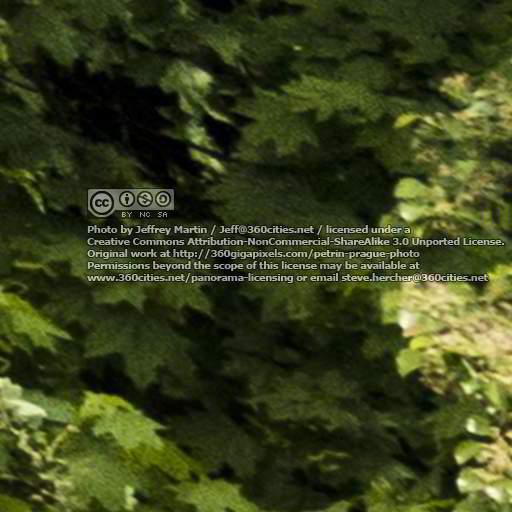 cc
BY NC SA
Photo by Jeffrey Martin / Jeff@360cities.net / licensed under a
Creative Commons Attribution-NonCommercial-ShareAlike 3.0 Unported License.
Original work at http://360gigapixels.com/petrin-prague-photo
Permissions beyond the scope of this license may be available at
www.360cities.net/panorama-licensing or email steve.hercher@360cities.net